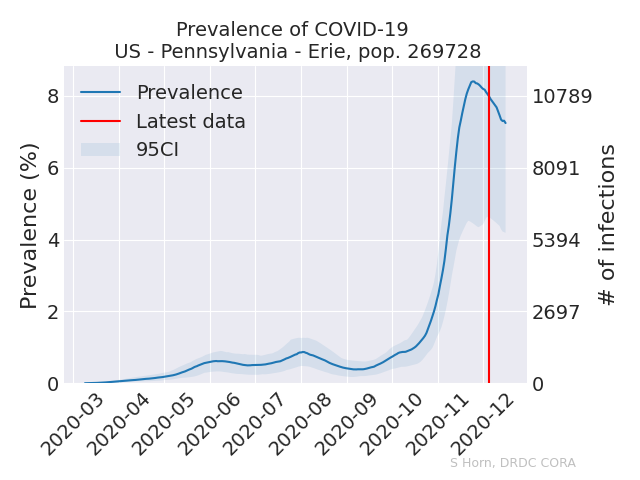 Prevalence of COVID-19
US - Pennsylvania - Erie, pop. 269728
Prevalence
Latest data
95CI
Prevalence (%)
8
6
4
2
0
10789
8091
5394
2697
0
# of infections
2020-03
2020-04
2020-05
2020-06
2020-07
2020-08
2020-09
2020-10
2020-11
2020-12
S Horn, DRDC CORA